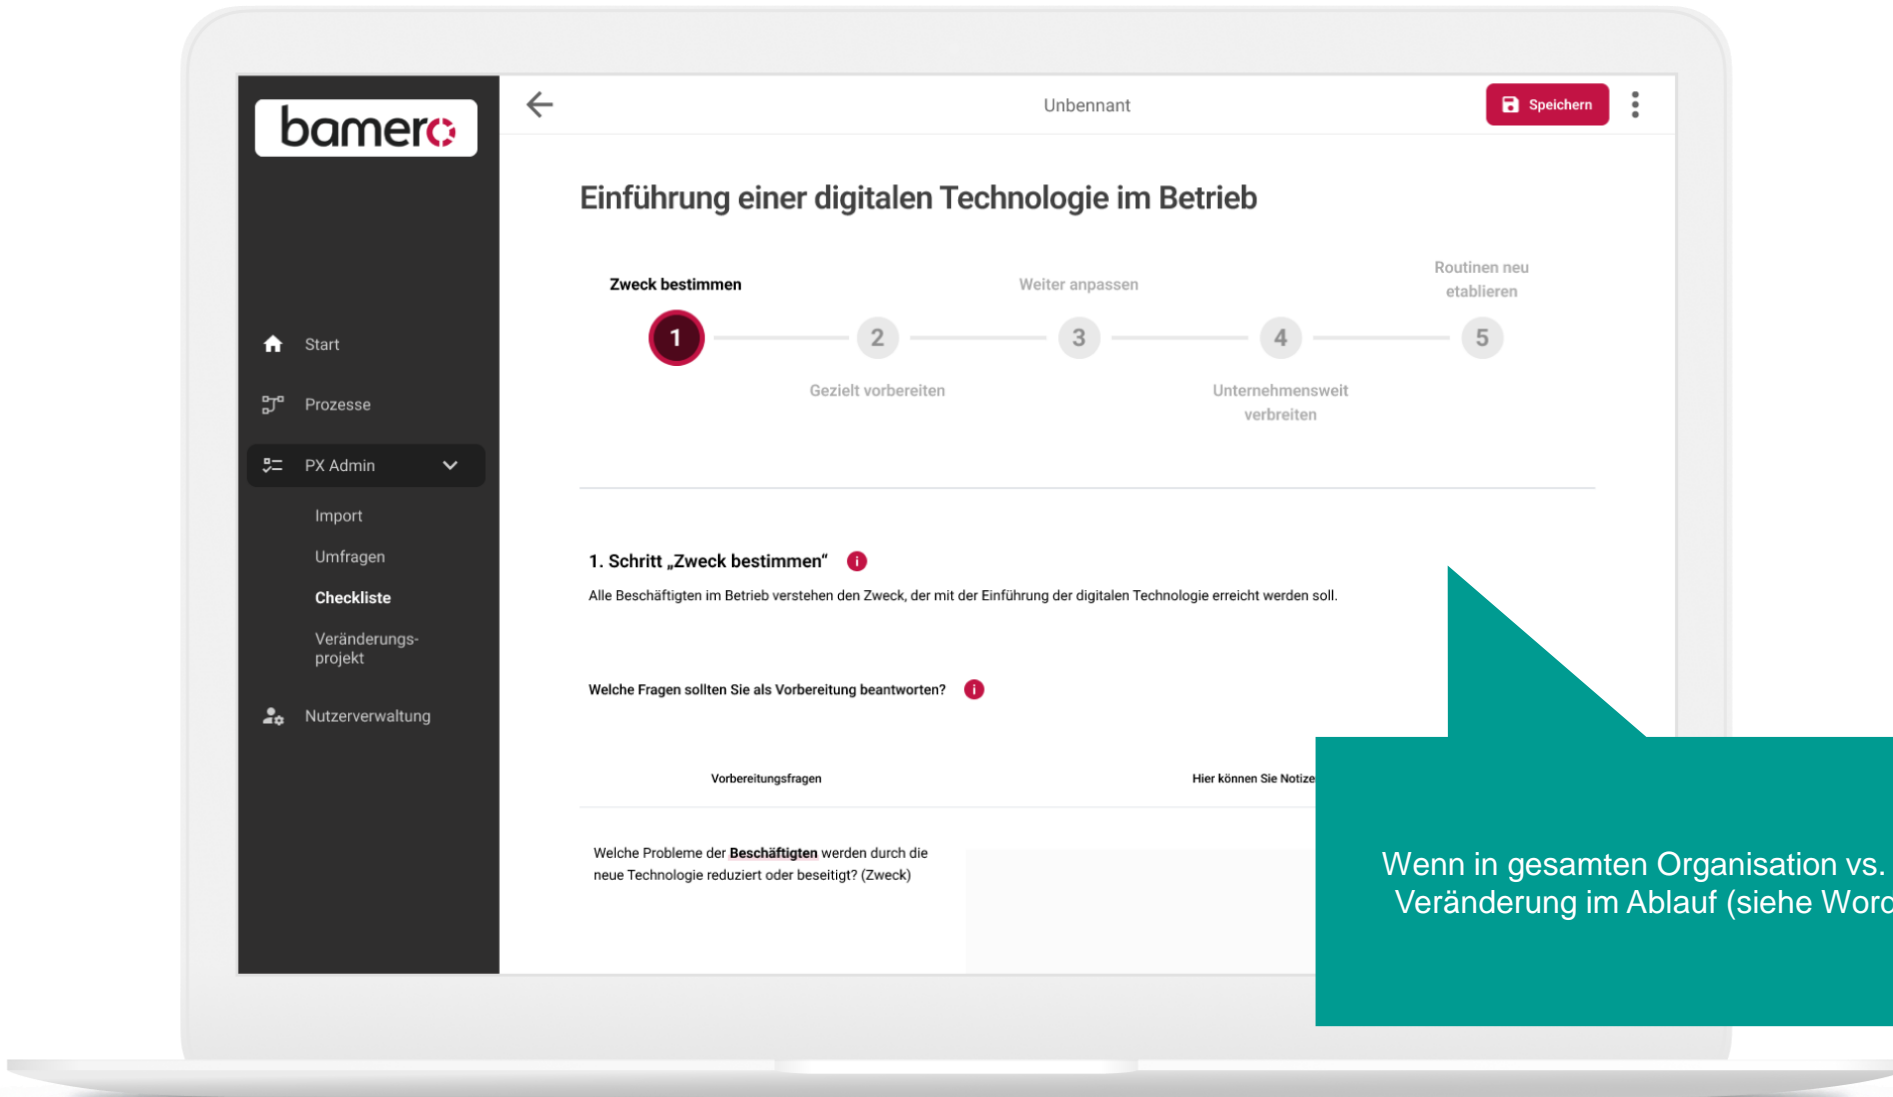 bamero
Unbennant
Speichern
Einführung einer digitalen Technologie im Betrieb
Zweck bestimmen
Weiter anpassen
Routinen neu
etablieren
1
2
3
4
5
Gezielt vorbereiten
Unternehmensweit
verbreiten
Start
Prozesse
PX Admin
Import
Umfragen
Checkliste
Veränderungs-
projekt
Nutzerverwaltung
1. Schritt „Zweck bestimmen“
Alle Beschäftigten im Betrieb verstehen den Zweck, der mit der Einführung der digitalen Technologie erreicht werden soll.
Welche Fragen sollten Sie als Vorbereitung beantworten?
Vorbereitungsfragen
Hier können Sie Notize
Welche Probleme der Beschäftigten werden durch die
neue Technologie reduziert oder beseitigt? (Zweck)
Wenn in gesamten Organisation vs.
Veränderung im Ablauf (siehe Word